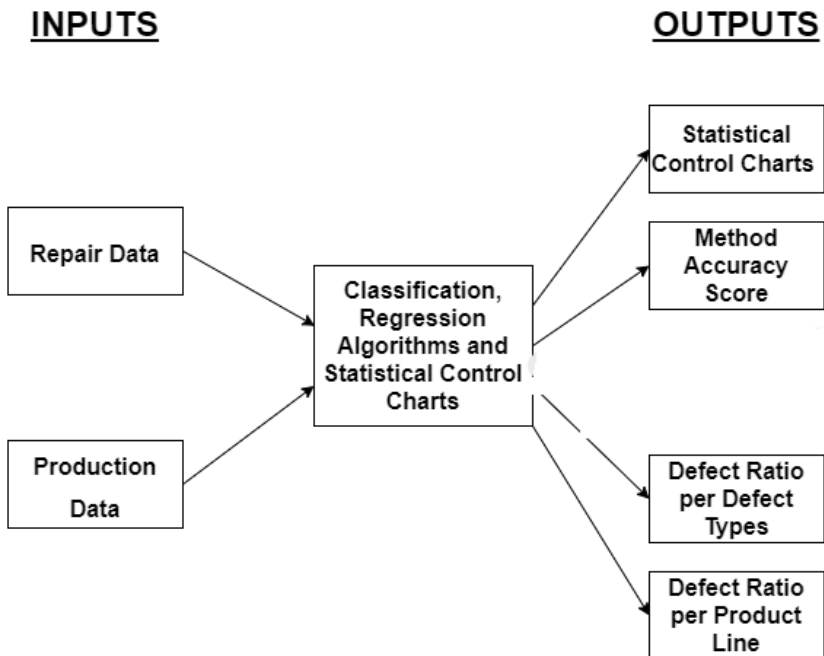 INPUTS
OUTPUTS
Repair Data
Production
Data
Classification,
Regression
Algorithms and
Statistical Control
Charts
Statistical
Control Charts
Method
Accuracy
Score
Defect Ratio
per Defect
Types
Defect Ratio
per Product
Line